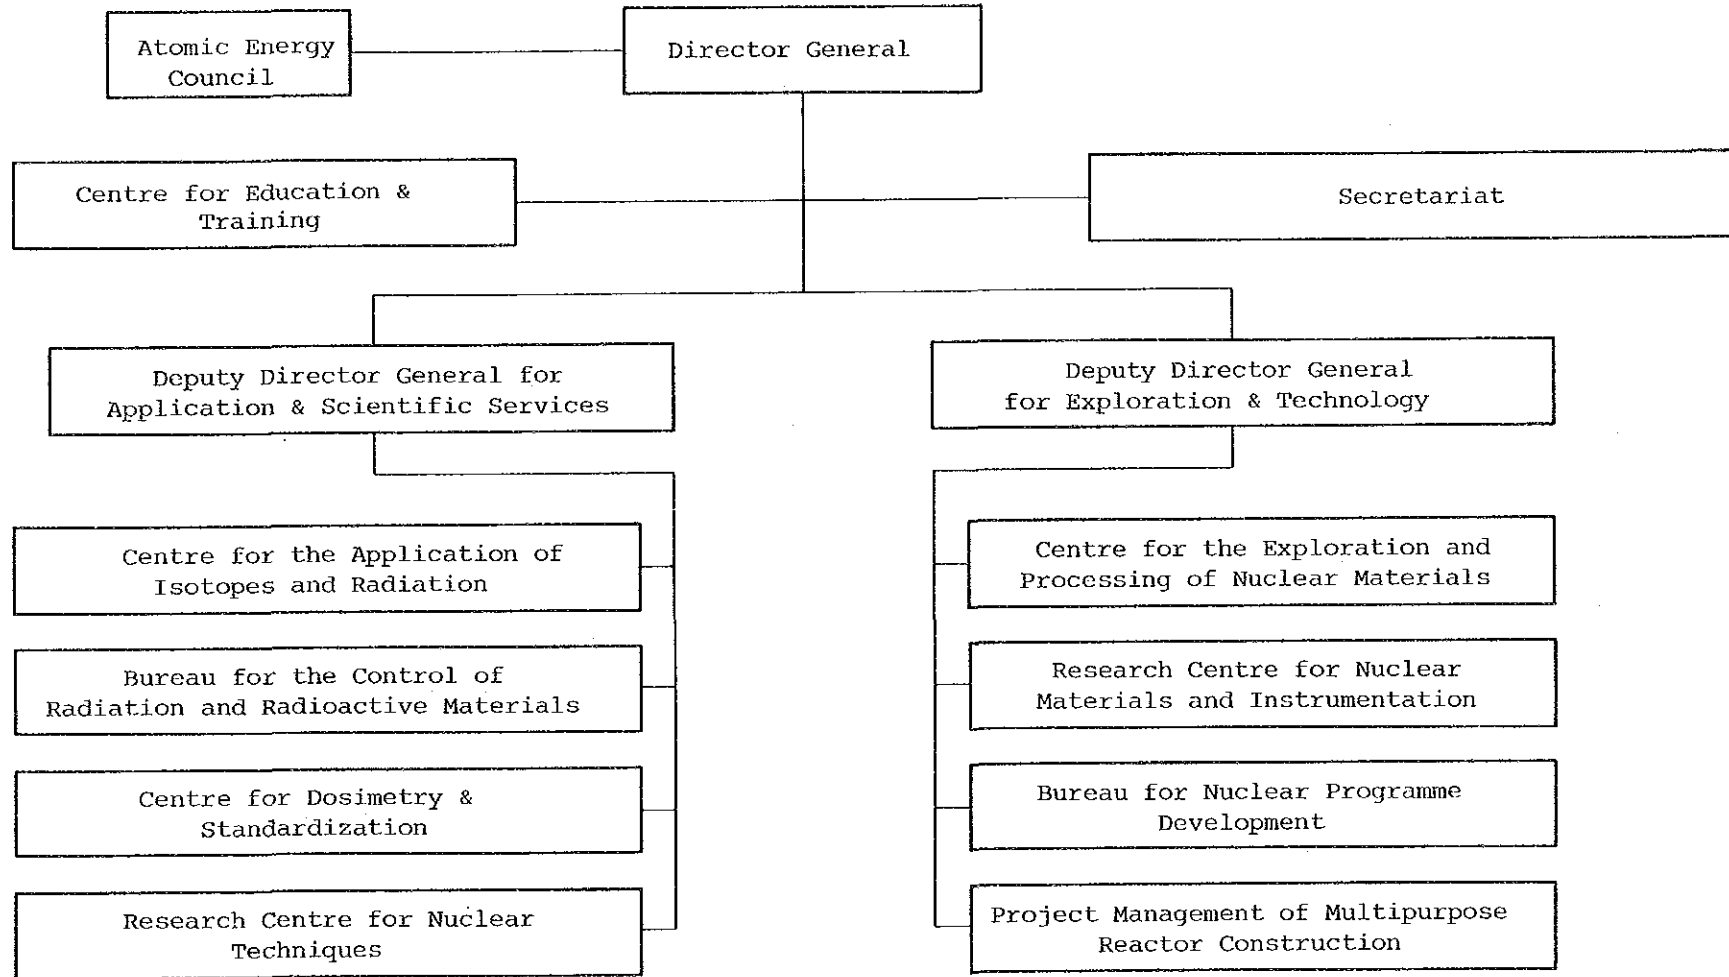 Atomic Energy
Council
Director General
Centre for Education &
Training
Secretariat
Deputy Director General for
Application & Scientific Services
Deputy Director General
for Exploration & Technology
Centre for the Application of
Isotopes and Radiation
Bureau for the Control of
Radiation and Radioactive Materials
Centre for Dosimetry &
Standardization
Research Centre for Nuclear
Techniques
Centre for the Exploration and
Processing of Nuclear Materials
Research Centre for Nuclear
Materials and Instrumentation
Bureau for Nuclear Programme
Development
Project Management of Multipurpose
Reactor Construction